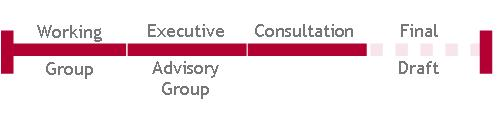 Working Executive Consultation Final
Group Advisory Group Draft